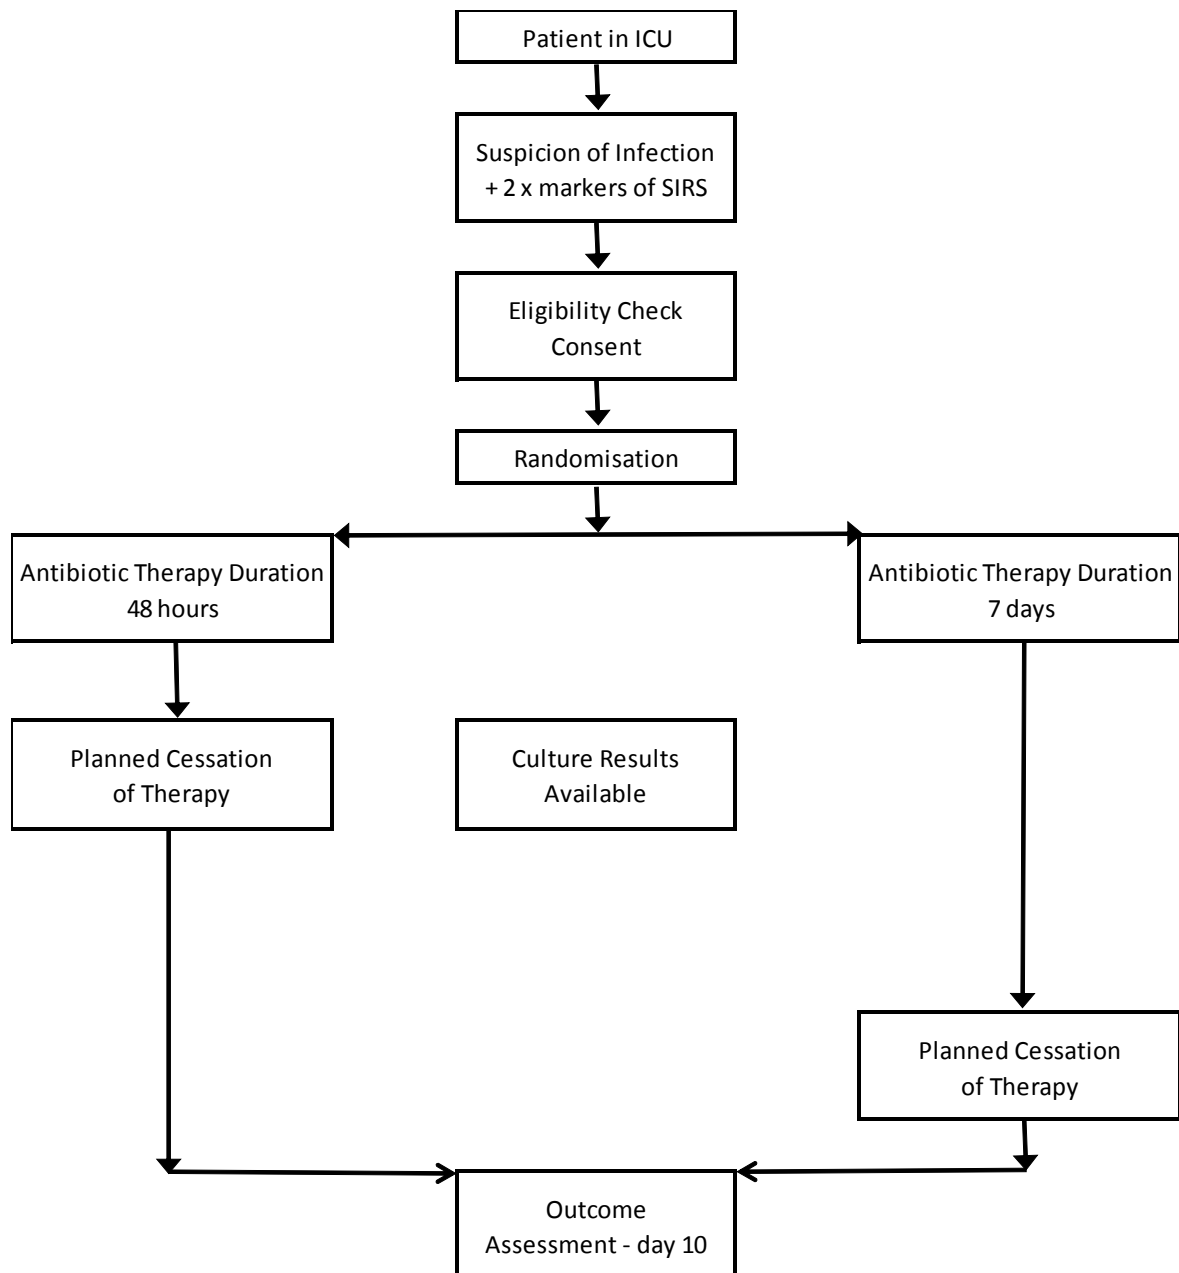 Patient in ICU
Suspicion of Infection
+ 2 x markers of SIRS
Eligibility Check
Consent
Randomisation
Antibiotic Therapy Duration
48 hours
Antibiotic Therapy Duration
7 days
Planned Cessation
of Therapy
Culture Results
Available
Planned Cessation
of Therapy
Outcome
Assessment - day 10